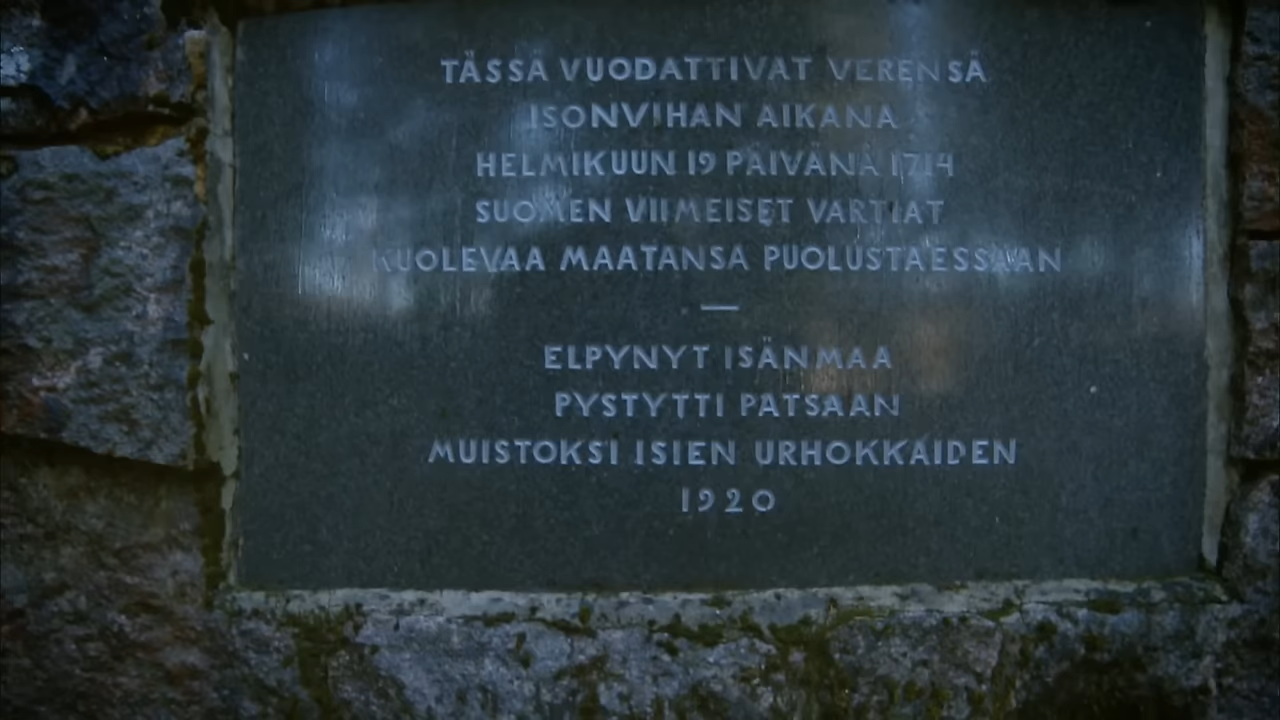 TÄSSÄ VUODATTIVAT VERENSÄ
ISONVIHAN AIKANA
HELMIKUUN 19 PÄIVÄNÄ 1714
SUOMEN VIIMEISET VARTIAT
KUOLEVAA MAATANSA PUOLUSTAESSAAN
—
ELPYNYT ISÄNMAA
PYSTYTTI PATSAAN
MUISTOKSI ISIEN URHOKKAIDEN
1920